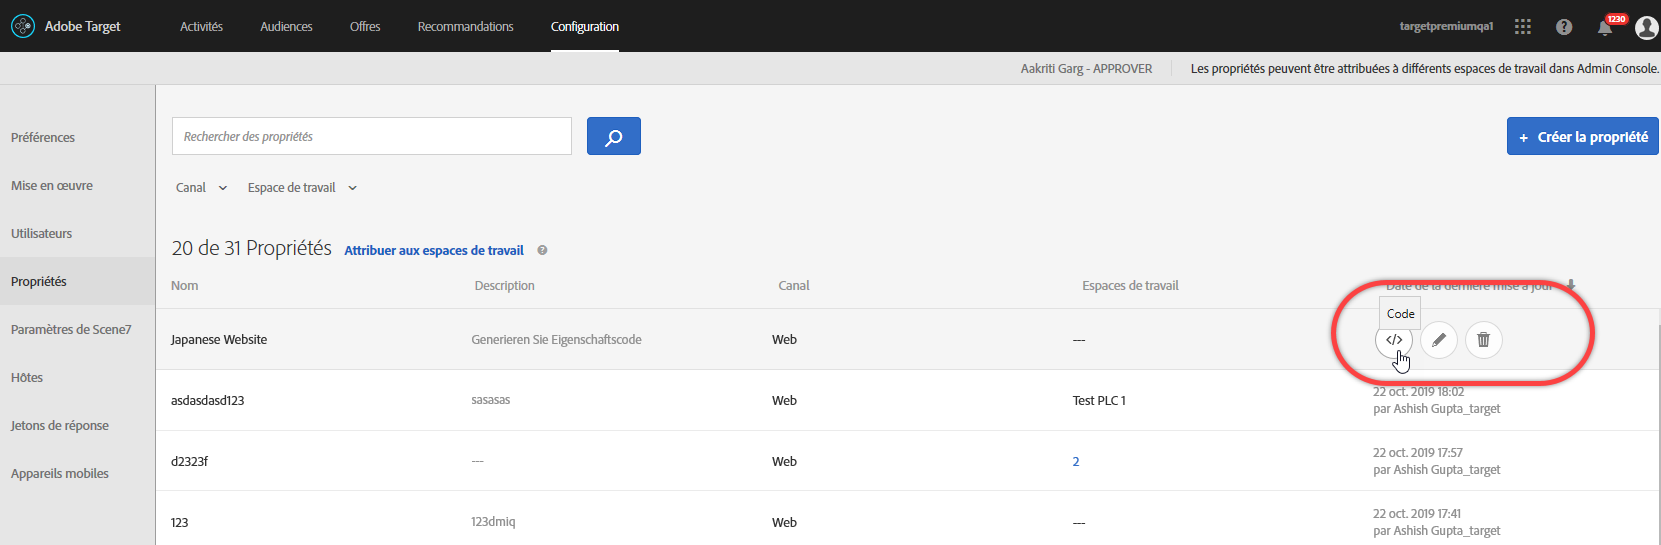 Adobe Target Activités Audiences Offres Recommandations Configuration targetpremiumqa1 1230
Aakriti Garg - APPROVER Les propriétés peuvent être attribuées à différents espaces de travail dans Admin Console.
Préférences
Mise en œuvre
Utilisateurs
Propriétés
Paramètres de Scene7
Hôtes
Jetons de réponse
Appareils mobiles
Rechercher des propriétés
+ Créer la propriété
Canal Espace de travail
20 de 31 Propriétés Attribuer aux espaces de travail ?
Nom Description Canal Espaces de travail Date de la dernière mise à jour
Code
Japanese Website Generieren Sie Eigenschaftscode Web --- </>
asdasdasd123 sasasas Web Test PLC 1 22 oct. 2019 18:02
par Ashish Gupta_target
d2323f --- Web 2 22 oct. 2019 17:57
par Ashish Gupta_target
123 123dmiq Web --- 22 oct. 2019 17:41
par Ashish Gupta_target